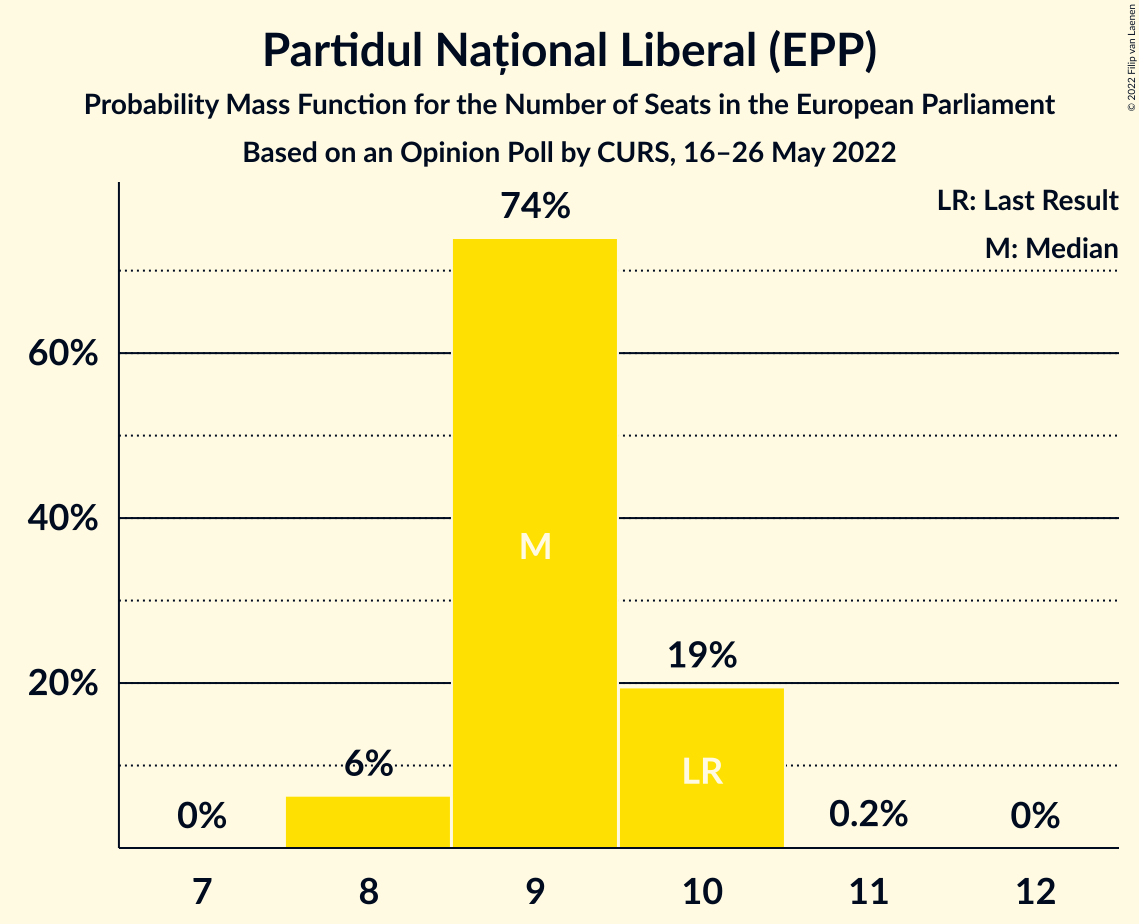 Partidul Național Liberal (EPP)
Probability Mass Function for the Number of Seats in the European Parliament
Based on an Opinion Poll by CURS, 16–26 May 2022
© 2022 Filip van Laenen
LR: Last Result
M: Median
74%
60%
40%
M
20%
19%
LR
6%
0%
0.2%
0%
7 8 9 10 11 12